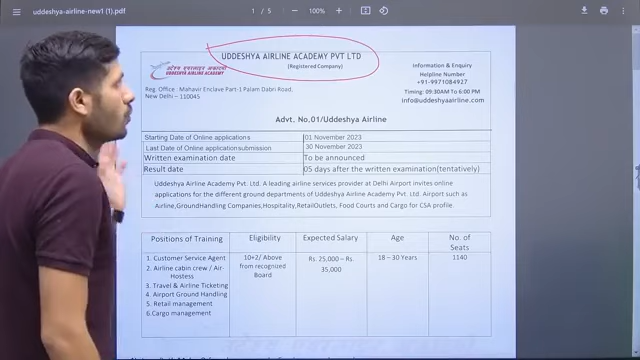 uddeshya-airline-new1 (1).pdf
1 / 5
100%
UDDESHYA AIRLINE ACADEMY PVT LTD
(Registered Company)
UDDESHYA AIRLINE ACADEMY
Information & Enquiry
Helpline Number
+91-9971084927
Timing: 09:30AM To 6:00 PM
info@uddeshyaairline.com
Reg. Office: Mahavir Enclave Part-1 Palam Dabri Road,
New Delhi – 110045
Advt. No.01/Uddeshya Airline
Starting Date of Online applications 01 November 2023
Last Date of Online applicationsubmission 30 November 2023
Written examination date To be announced
Result date 05 days after the written examination(tentatively)
Uddeshya Airline Academy Pvt. Ltd. A leading airline services provider at Delhi Airport invites online
applications for the different ground departments of Uddeshya Airline Academy Pvt. Ltd. Airport such as
Airline,GroundHandling Companies,Hospitality,RetailOutlets, Food Courts and Cargo for CSA profile.
Positions of Training Eligibility Expected Salary Age No. of
Seats
1. Customer Service Agent 10+2/ Above Rs. 25,000 – Rs. 18 – 30 Years 1140
2. Airline cabin crew / Air- from recognized 35,000
Hostess Board
3. Travel & Airline Ticketing
4. Airport Ground Handling
5. Retail management
6.Cargo management